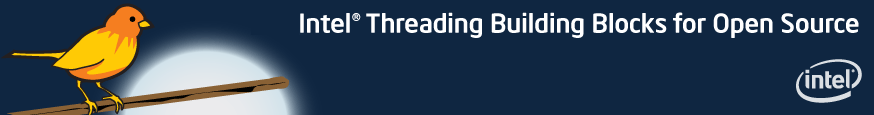 Intel® Threading Building Blocks for Open Source
intel®